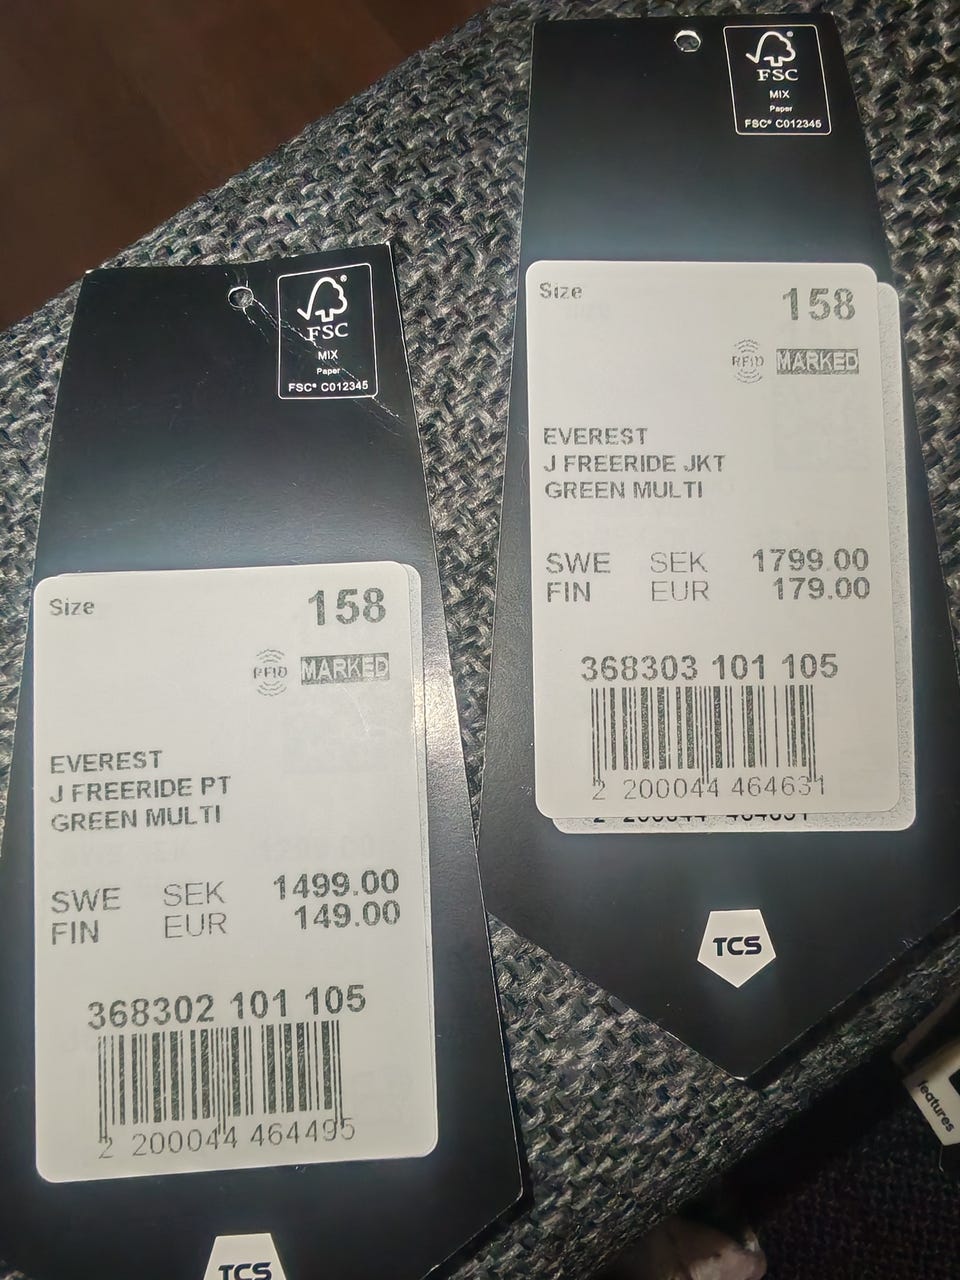 FSC®
MIX
Paper
FSC® C012345
Size 158
RFID MARKED
EVEREST
J FREERIDE PT
GREEN MULTI
SWE SEK 1499.00
FIN EUR 149.00
368302 101 105
2 200044 464495
TCS
FSC®
MIX
Paper
FSC® C012345
Size 158
RFID MARKED
EVEREST
J FREERIDE JKT
GREEN MULTI
SWE SEK 1799.00
FIN EUR 179.00
368303 101 105
2 200044 464631
TCS
features